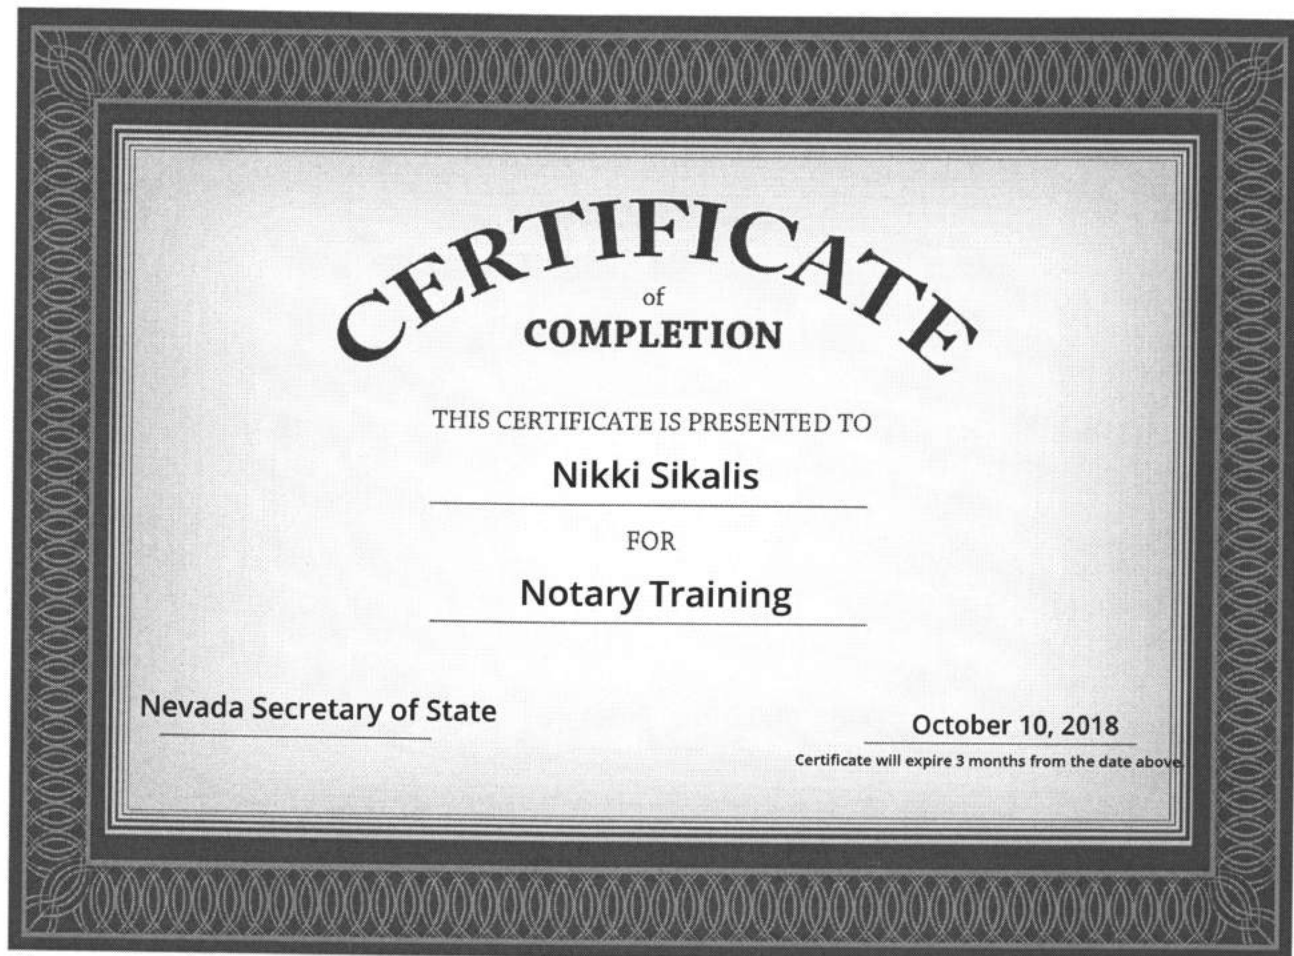 CERTIFICATE
of
COMPLETION
THIS CERTIFICATE IS PRESENTED TO
Nikki Sikalis
FOR
Notary Training
Nevada Secretary of State
October 10, 2018
Certificate will expire 3 months from the date above.